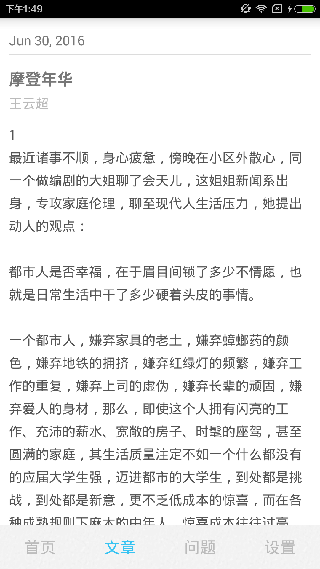 下午1:49
Jun 30, 2016
摩登年华
王云超
1
最近诸事不顺，身心疲惫，傍晚在小区外散心，同
一个做编剧的大姐聊了会天儿，这姐姐新闻系出
身，专攻家庭伦理，聊至现代人生活压力，她提出
动人的观点：
都市人是否幸福，在于眉目间锁了多少不情愿，也
就是日常生活中干了多少硬着头皮的事情。
一个都市人，嫌弃家具的老土，嫌弃蟑螂药的颜
色，嫌弃地铁的拥挤，嫌弃红绿灯的频繁，嫌弃工
作的重复，嫌弃上司的虚伪，嫌弃长辈的顽固，嫌
弃爱人的身材，那么，即使这个人拥有闪亮的工
作、充沛的薪水、宽敞的房子、时髦的座驾，甚至
圆满的家庭，其生活质量注定不如一个什么都没有
的应届大学生强，迈进都市的大学生，到处都是挑
战，到处都是新意，更不乏低成本的惊喜，而在各
种成熟规则下麻木的中年人，惊喜成本往往过高，
首页 文章 问题 设置